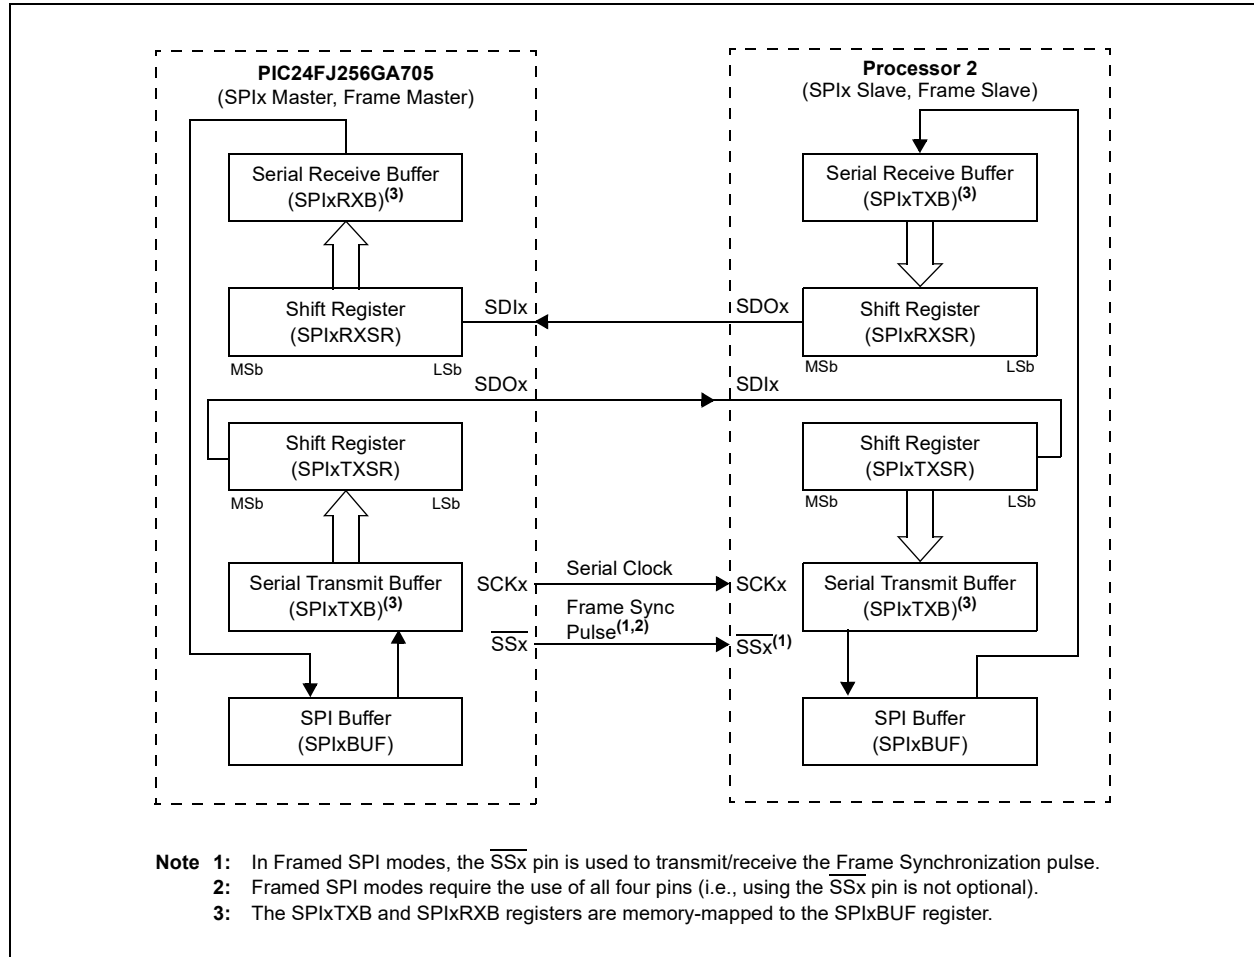 PIC24FJ256GA705
(SPIx Master, Frame Master)
Serial Receive Buffer
(SPIxRXB)(3)
Shift Register
(SPIxRXSR)
MSb
LSb
SDIx
SDOx
Shift Register
(SPIxTXSR)
MSb
LSb
Serial Transmit Buffer
(SPIxTXB)(3)
SCKx
SSx
SPI Buffer
(SPIxBUF)
Serial Clock
Frame Sync
Pulse(1,2)
Processor 2
(SPIx Slave, Frame Slave)
Serial Receive Buffer
(SPIxTXB)(3)
SDOx
Shift Register
(SPIxRXSR)
MSb
LSb
SDIx
Shift Register
(SPIxTXSR)
MSb
LSb
SCKx
Serial Transmit Buffer
(SPIxTXB)(3)
SSx(1)
SPI Buffer
(SPIxBUF)
Note 1: In Framed SPI modes, the SSx pin is used to transmit/receive the Frame Synchronization pulse.
2: Framed SPI modes require the use of all four pins (i.e., using the SSx pin is not optional).
3: The SPIxTXB and SPIxRXB registers are memory-mapped to the SPIxBUF register.